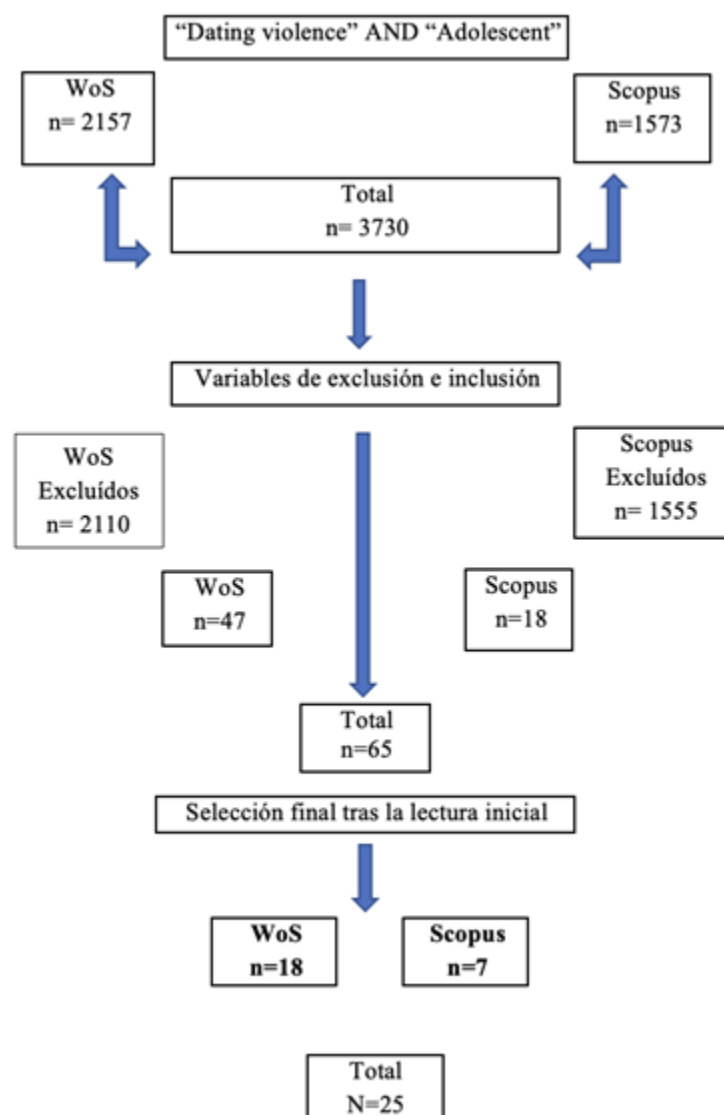 “Dating violence” AND “Adolescent”
WoS
n= 2157
Scopus
n=1573
Total
n= 3730
Variables de exclusión e inclusión
WoS
Excluídos
n= 2110
Scopus
Excluídos
n= 1555
WoS
n=47
Scopus
n=18
Total
n=65
Selección final tras la lectura inicial
WoS
n=18
Scopus
n=7
Total
N=25